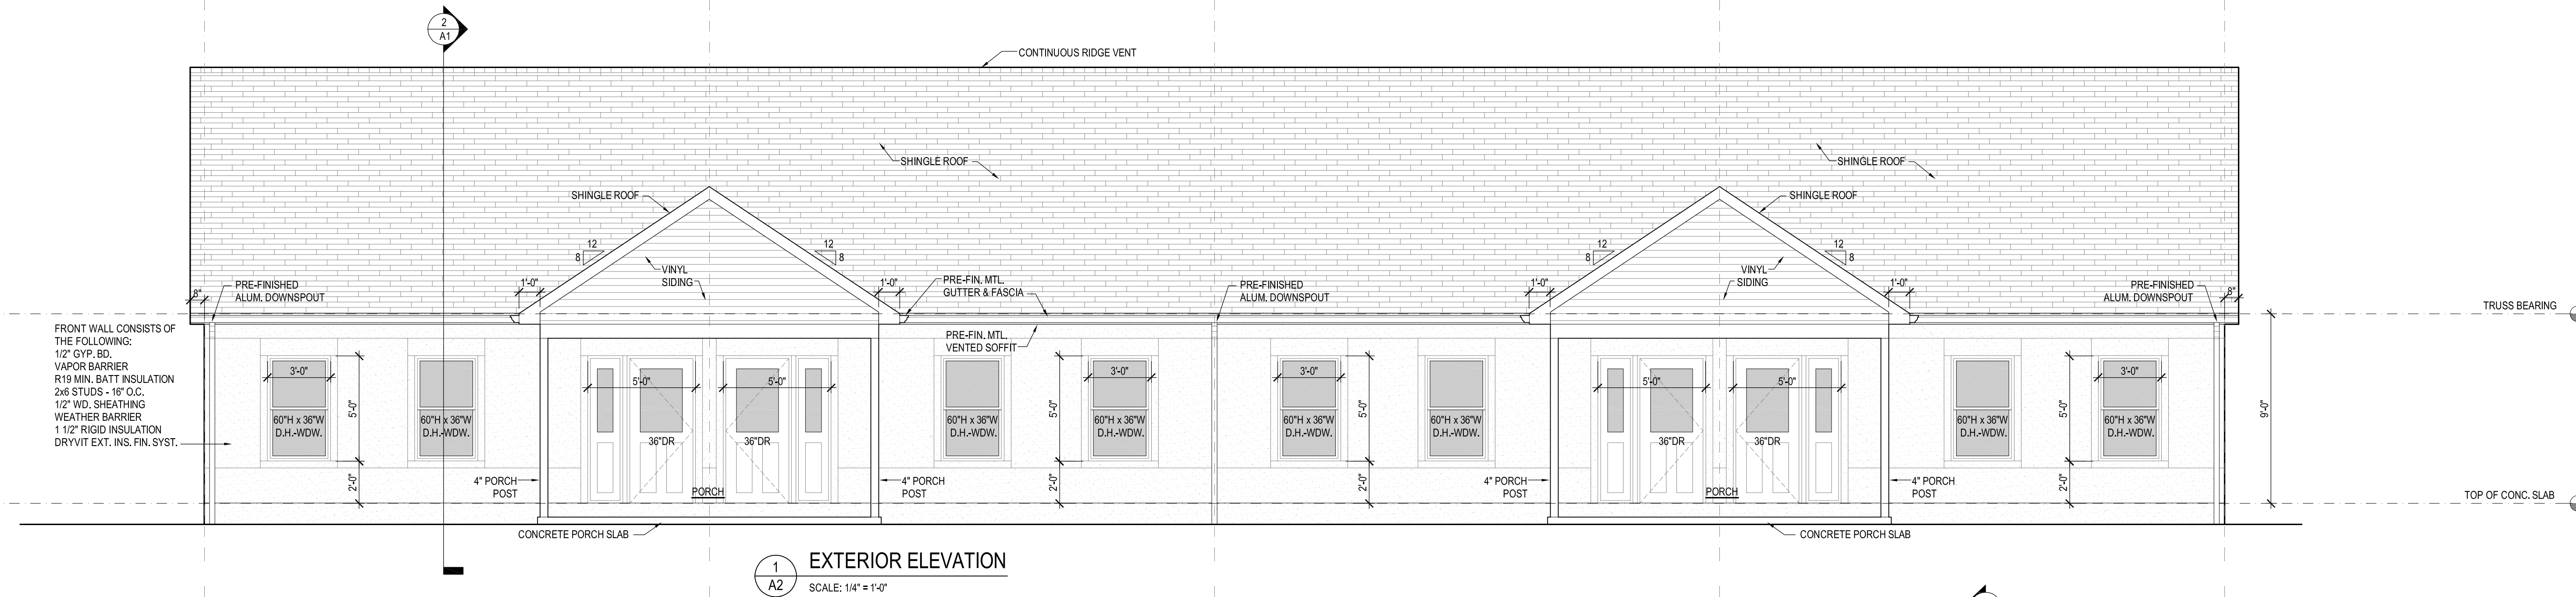 2
A1
CONTINUOUS RIDGE VENT
SHINGLE ROOF
SHINGLE ROOF
SHINGLE ROOF
SHINGLE ROOF
12
8
12
8
12
8
12
8
VINYL
SIDING
VINYL
SIDING
8"
PRE-FINISHED
ALUM. DOWNSPOUT
1'-0"
1'-0"
PRE-FIN. MTL.
GUTTER & FASCIA
PRE-FINISHED
ALUM. DOWNSPOUT
1'-0"
1'-0"
PRE-FINISHED
ALUM. DOWNSPOUT
8"
TRUSS BEARING
FRONT WALL CONSISTS OF
THE FOLLOWING:
1/2" GYP. BD.
VAPOR BARRIER
R19 MIN. BATT INSULATION
2x6 STUDS - 16" O.C.
1/2" WD. SHEATHING
WEATHER BARRIER
1 1/2" RIGID INSULATION
DRYVIT EXT. INS. FIN. SYST.
PRE-FIN. MTL.
VENTED SOFFIT
3'-0"
60"H x 36"W
D.H.-WDW.
5'-0"
2'-0"
60"H x 36"W
D.H.-WDW.
5'-0"
5'-0"
36"DR
36"DR
4" PORCH
POST
PORCH
4" PORCH
POST
60"H x 36"W
D.H.-WDW.
5'-0"
2'-0"
3'-0"
60"H x 36"W
D.H.-WDW.
3'-0"
60"H x 36"W
D.H.-WDW.
5'-0"
2'-0"
60"H x 36"W
D.H.-WDW.
5'-0"
5'-0"
36"DR
36"DR
4" PORCH
POST
PORCH
4" PORCH
POST
60"H x 36"W
D.H.-WDW.
5'-0"
2'-0"
3'-0"
60"H x 36"W
D.H.-WDW.
9'-0"
TOP OF CONC. SLAB
CONCRETE PORCH SLAB
CONCRETE PORCH SLAB
1
A2
EXTERIOR ELEVATION
SCALE: 1/4" = 1'-0"